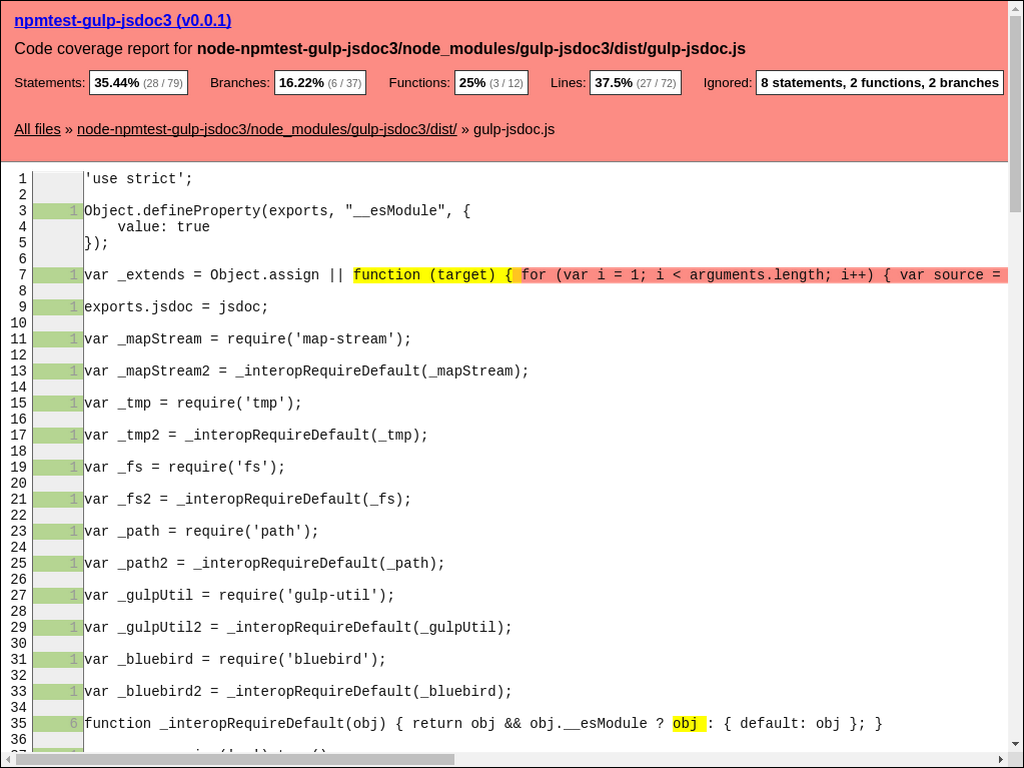 npmtest-gulp-jsdoc3 (v0.0.1)
Code coverage report for node-npmtest-gulp-jsdoc3/node_modules/gulp-jsdoc3/dist/gulp-jsdoc.js
Statements: 35.44% (28 / 79) Branches: 16.22% (6 / 37) Functions: 25% (3 / 12) Lines: 37.5% (27 / 72) Ignored: 8 statements, 2 functions, 2 branches
All files » node-npmtest-gulp-jsdoc3/node_modules/gulp-jsdoc3/dist/ » gulp-jsdoc.js
1 'use strict';
2
3 1 Object.defineProperty(exports, "__esModule", {
4 value: true
5 });
6
7 1 var _extends = Object.assign || function (target) { for (var i = 1; i < arguments.length; i++) { var source =
8
9 1 exports.jsdoc = jsdoc;
10
11 1 var _mapStream = require('map-stream');
12
13 1 var _mapStream2 = _interopRequireDefault(_mapStream);
14
15 1 var _tmp = require('tmp');
16
17 1 var _tmp2 = _interopRequireDefault(_tmp);
18
19 1 var _fs = require('fs');
20
21 1 var _fs2 = _interopRequireDefault(_fs);
22
23 1 var _path = require('path');
24
25 1 var _path2 = _interopRequireDefault(_path);
26
27 1 var _gulpUtil = require('gulp-util');
28
29 1 var _gulpUtil2 = _interopRequireDefault(_gulpUtil);
30
31 1 var _bluebird = require('bluebird');
32
33 1 var _bluebird2 = _interopRequireDefault(_bluebird);
34
35 6 function _interopRequireDefault(obj) { return obj && obj.__esModule ? obj : { default: obj }; }
36